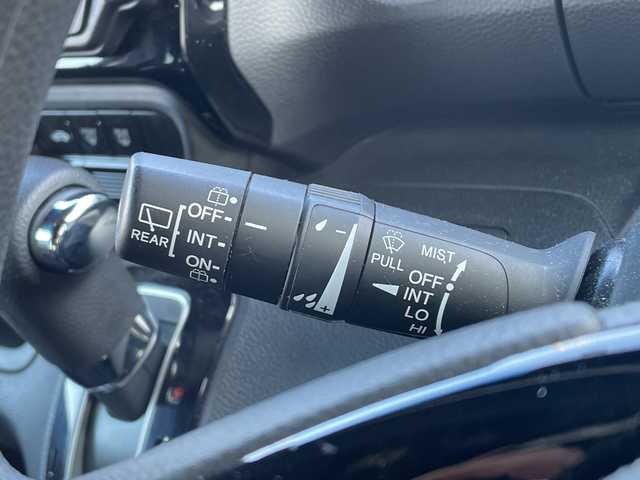 OFF-
REAR INT-
ON-
−
+
PULL
MIST
OFF
INT
LO
HI